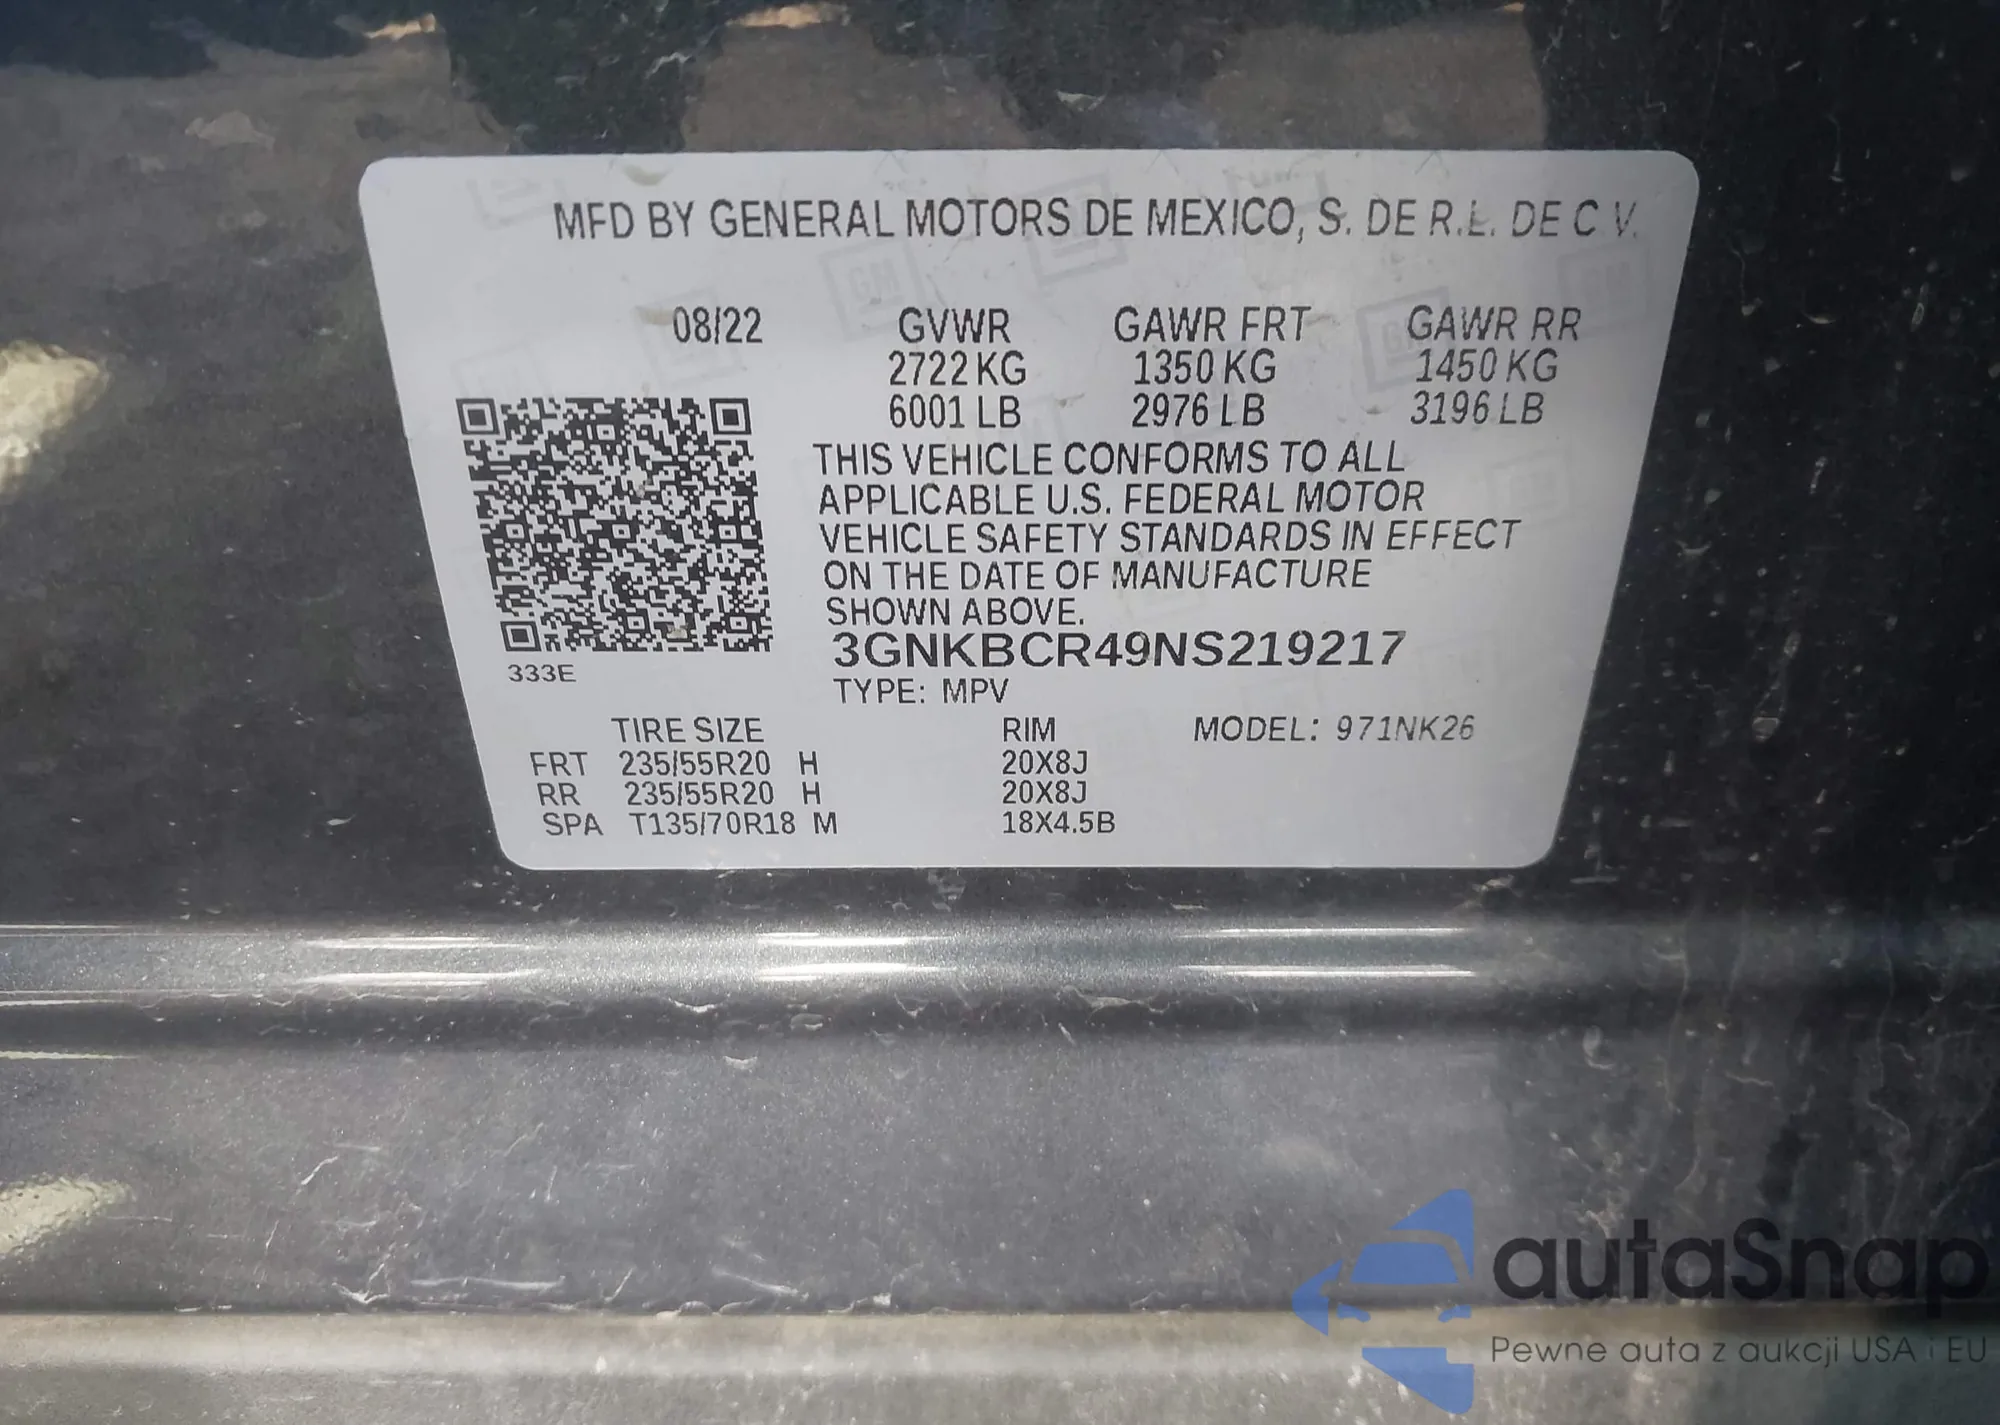 MFD BY GENERAL MOTORS DE MEXICO, S. DE R.L. DE C V.
08/22 GVWR GAWR FRT GAWR RR
2722 KG 1350 KG 1450 KG
6001 LB 2976 LB 3196 LB
THIS VEHICLE CONFORMS TO ALL
APPLICABLE U.S. FEDERAL MOTOR
VEHICLE SAFETY STANDARDS IN EFFECT
ON THE DATE OF MANUFACTURE
SHOWN ABOVE.
3GNKBCR49NS219217
333E
TYPE: MPV
TIRE SIZE RIM MODEL: 971NK26
FRT 235/55R20 H 20X8J
RR 235/55R20 H 20X8J
SPA T135/70R18 M 18X4.5B
autaSnap
Pewne auta z aukcji USA i EU